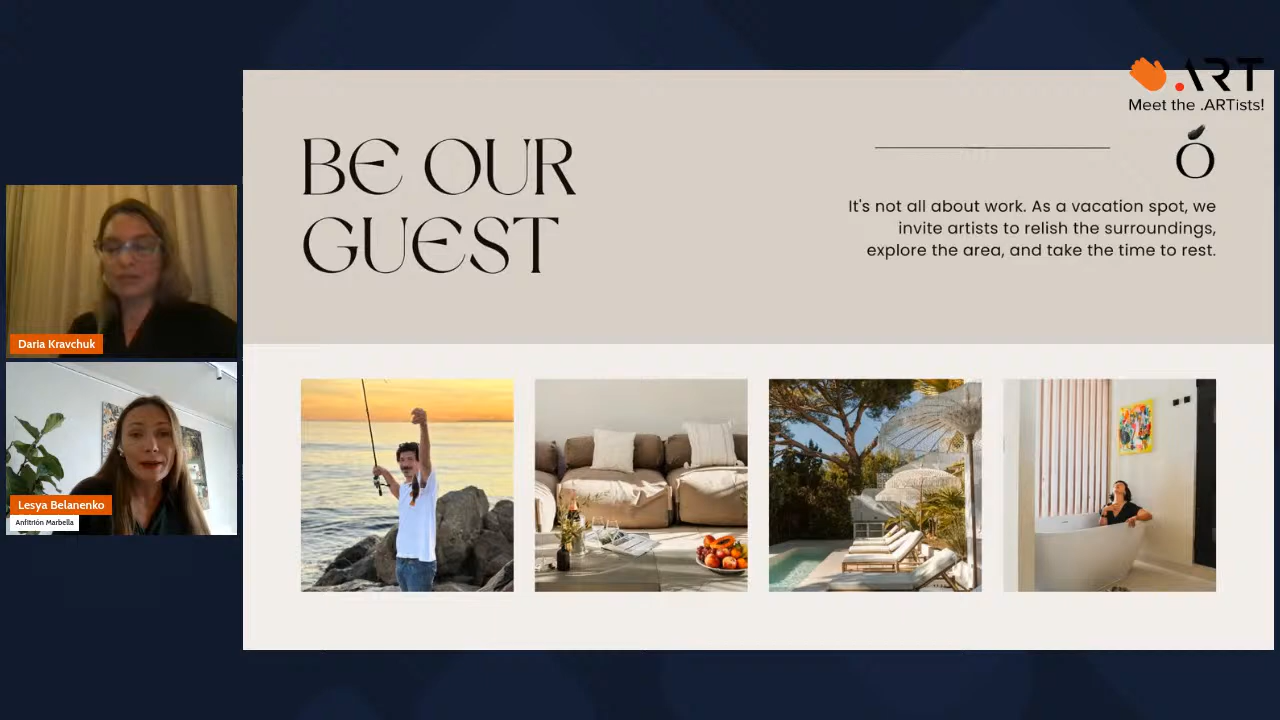 .ART
Meet the .ARTists!
BE OUR
GUEST
Ó
It's not all about work. As a vacation spot, we
invite artists to relish the surroundings,
explore the area, and take the time to rest.
Daria Kravchuk
Lesya Belanenko
Anfitrión Marbella